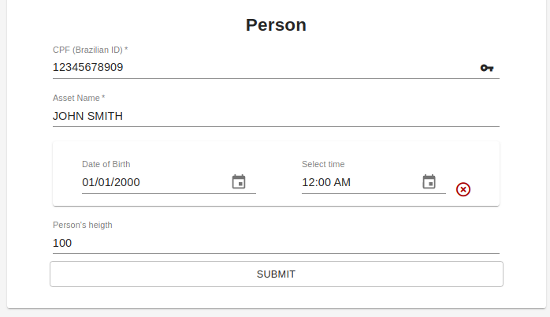 Person
CPF (Brazilian ID) *
12345678909
Asset Name *
JOHN SMITH
Date of Birth
Select time
01/01/2000
12:00 AM
Person's heigth
100
SUBMIT